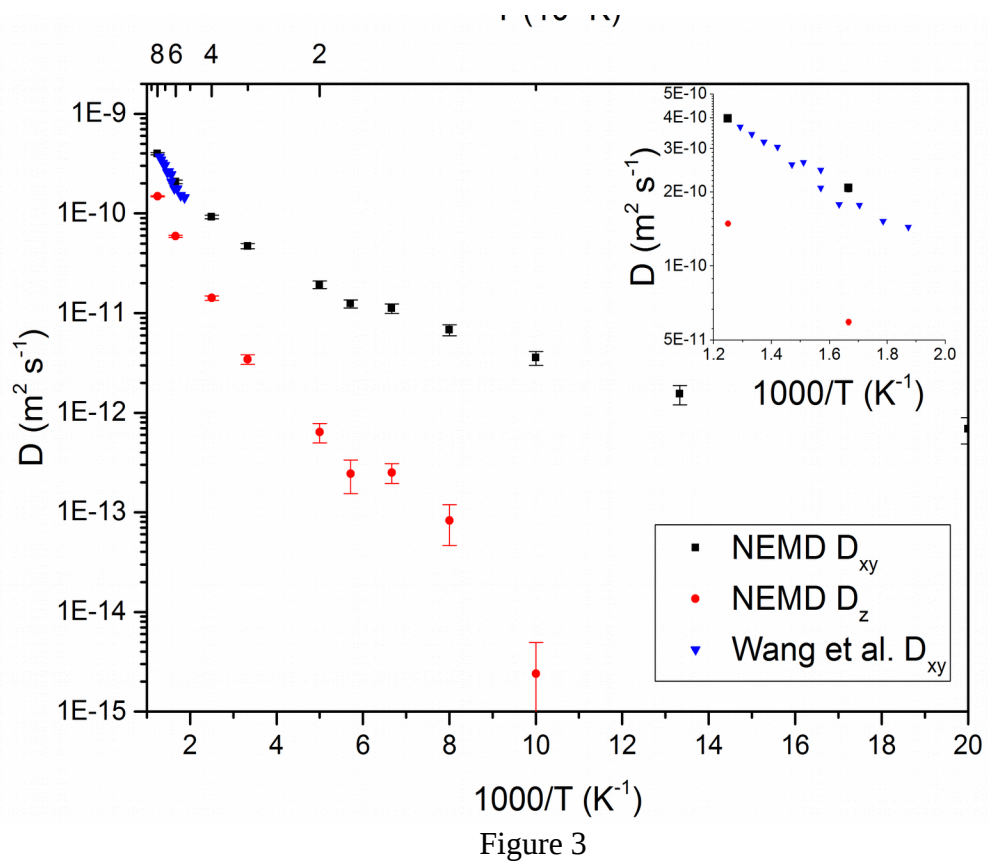 8 6 4 2
1E-9
1E-10
1E-11
1E-12
1E-13
1E-14
1E-15
D (m² s⁻¹)
2 4 6 8 10 12 14 16 18 20
1000/T (K⁻¹)
5E-10
4E-10
3E-10
2E-10
1E-10
5E-11
D (m² s⁻¹)
1.2 1.4 1.6 1.8 2.0
1000/T (K⁻¹)
NEMD Dxy
NEMD Dz
Wang et al. Dxy
Figure 3